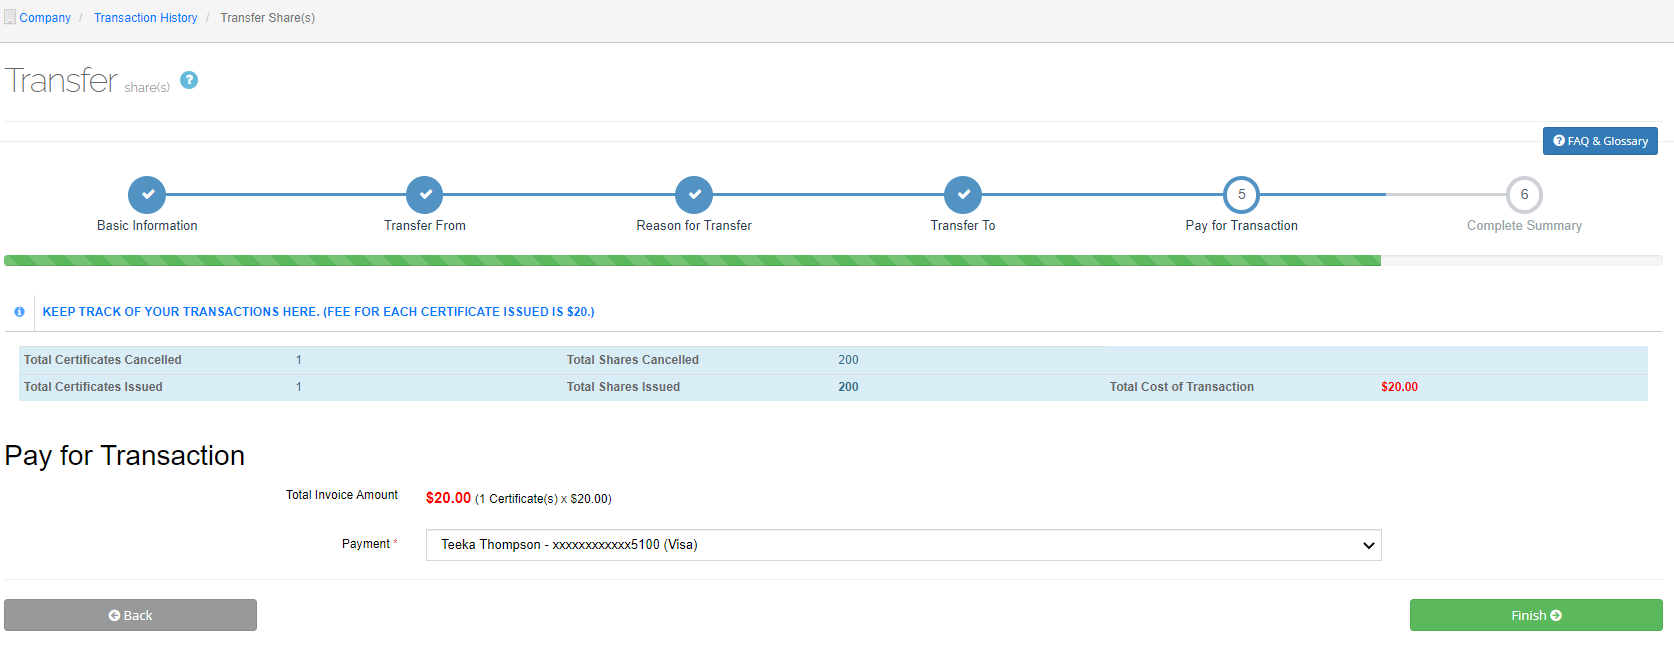 Company / Transaction History / Transfer Share(s)
Transfer share(s) ?
? FAQ & Glossary
5 6
Basic Information Transfer From Reason for Transfer Transfer To Pay for Transaction Complete Summary
KEEP TRACK OF YOUR TRANSACTIONS HERE. (FEE FOR EACH CERTIFICATE ISSUED IS $20.)
Total Certificates Cancelled 1 Total Shares Cancelled 200
Total Certificates Issued 1 Total Shares Issued 200 Total Cost of Transaction $20.00
Pay for Transaction
Total Invoice Amount $20.00 (1 Certificate(s) x $20.00)
Payment * Teeka Thompson - xxxxxxxxxxxx5100 (Visa)
Back Finish